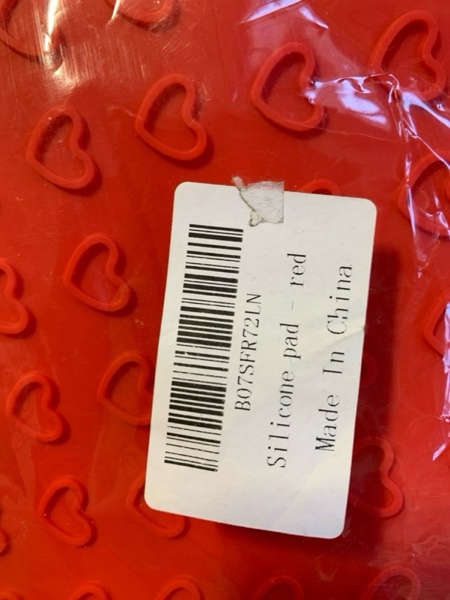 B07SFR72LN
Silicone pad - red
Made In China